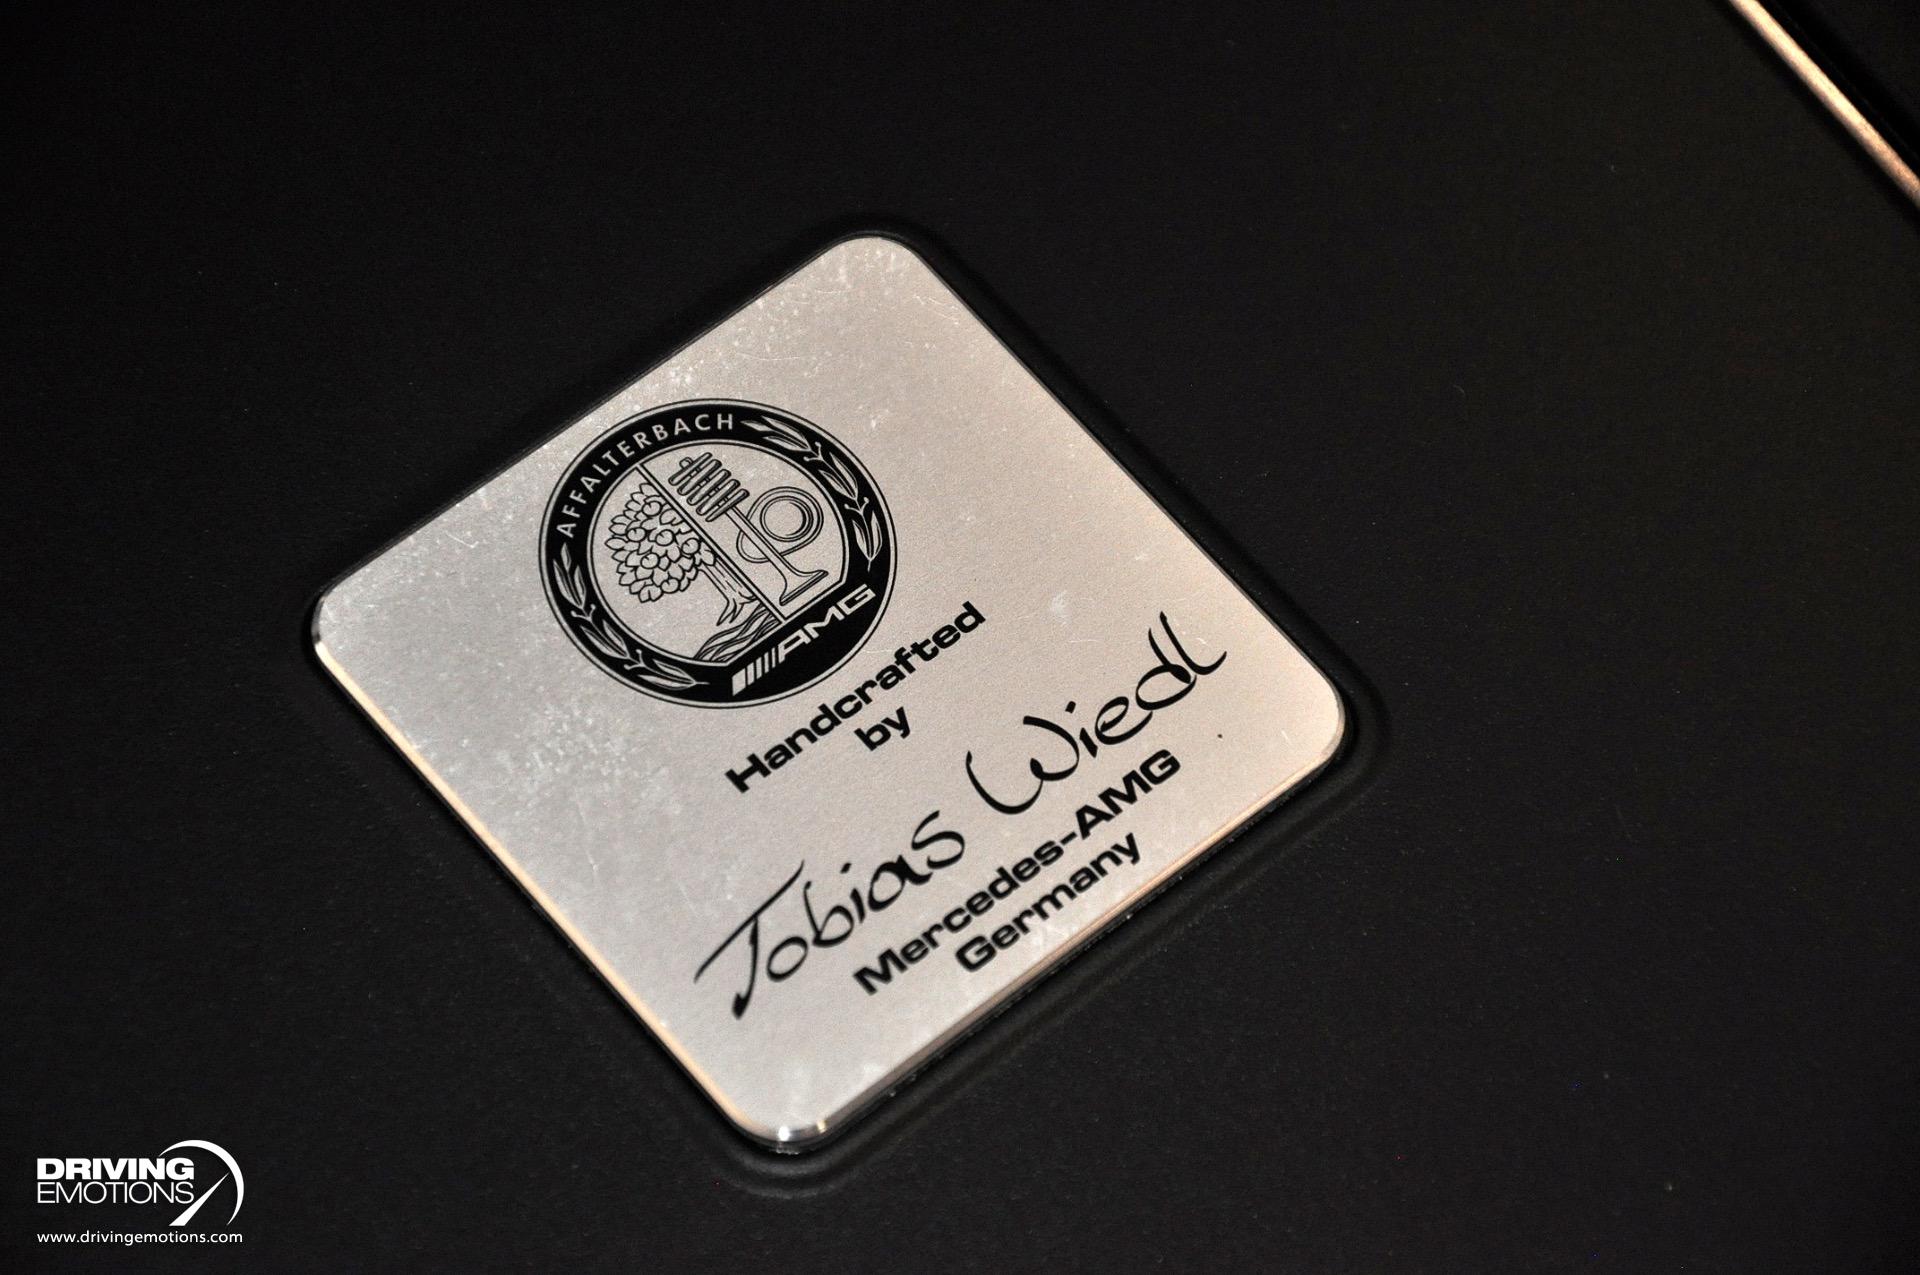 AFFALTERBACH
AMG
Handcrafted
by
Tobias Wiedl
Mercedes-AMG
Germany
DRIVING
EMOTIONS
www.drivingemotions.com